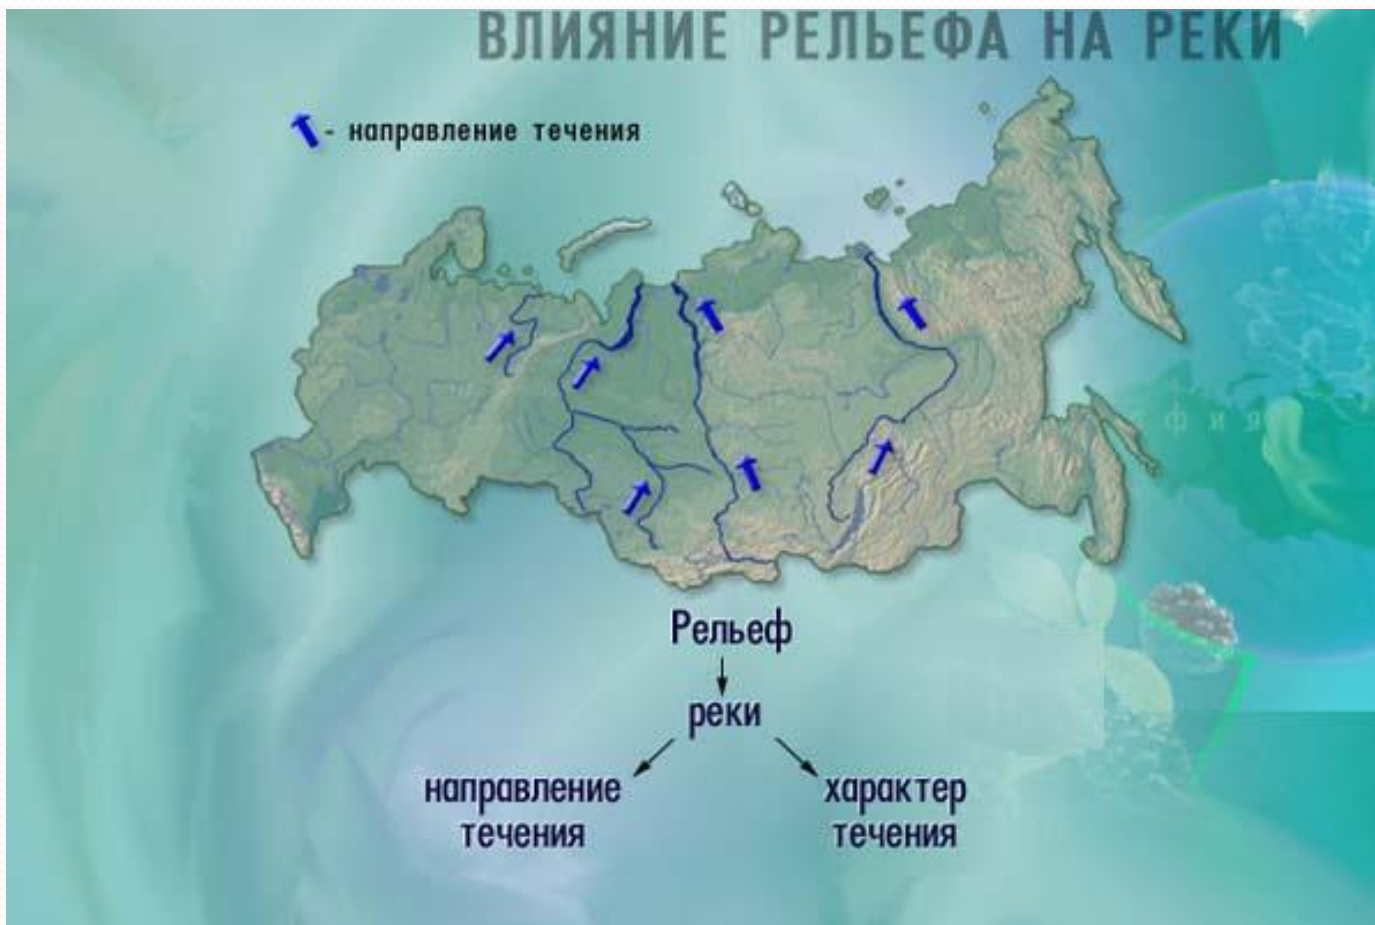 ВЛИЯНИЕ РЕЛЬЕФА НА РЕКИ
- направление течения
Рельеф
реки
направление
течения
характер
течения